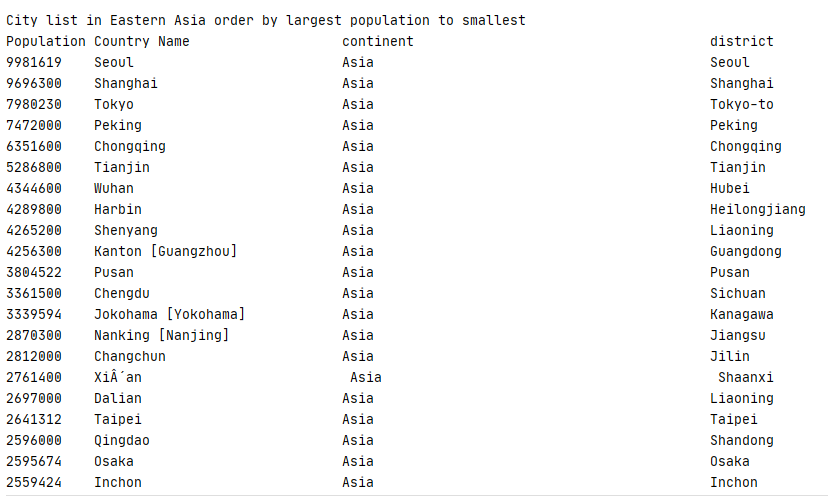 City list in Eastern Asia order by largest population to smallest
Population Country Name continent district
9981619 Seoul Asia Seoul
9696300 Shanghai Asia Shanghai
7980230 Tokyo Asia Tokyo-to
7472000 Peking Asia Peking
6351600 Chongqing Asia Chongqing
5286800 Tianjin Asia Tianjin
4344600 Wuhan Asia Hubei
4289800 Harbin Asia Heilongjiang
4265200 Shenyang Asia Liaoning
4256300 Kanton [Guangzhou] Asia Guangdong
3804522 Pusan Asia Pusan
3361500 Chengdu Asia Sichuan
3339594 Jokohama [Yokohama] Asia Kanagawa
2870300 Nanking [Nanjing] Asia Jiangsu
2812000 Changchun Asia Jilin
2761400 XiÂ´an Asia Shaanxi
2697000 Dalian Asia Liaoning
2641312 Taipei Asia Taipei
2596000 Qingdao Asia Shandong
2595674 Osaka Asia Osaka
2559424 Inchon Asia Inchon